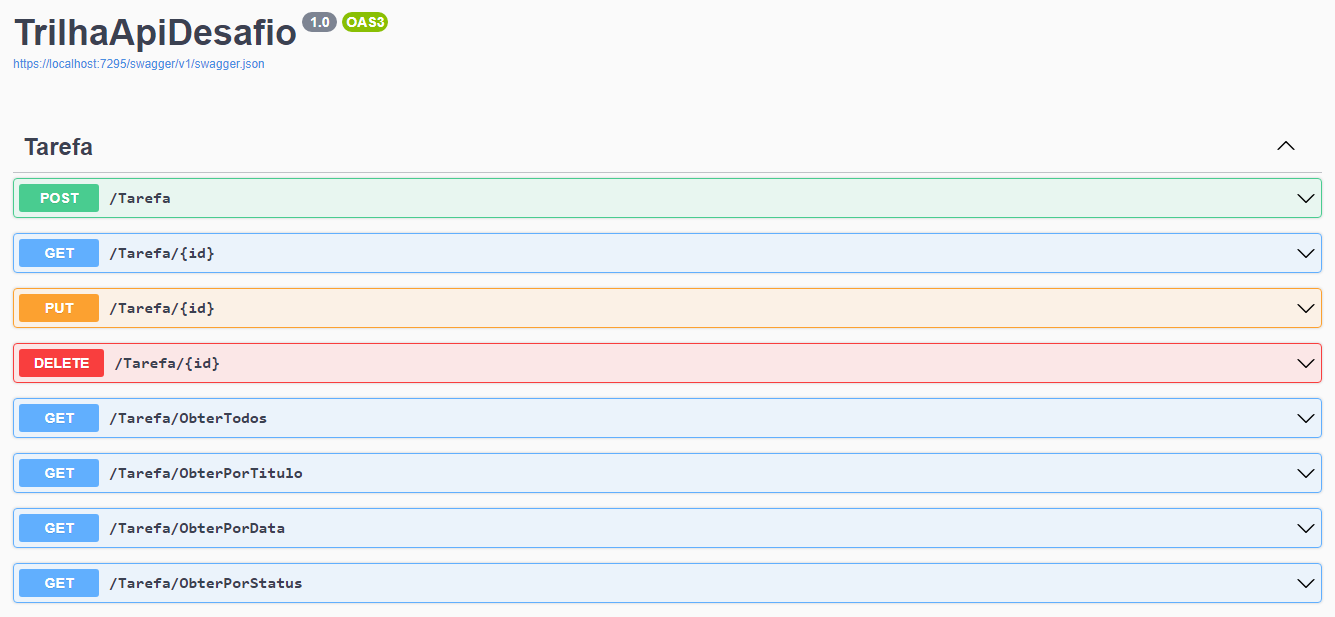 TrilhaApiDesafio 1.0 OAS3
https://localhost:7295/swagger/v1/swagger.json
Tarefa
POST /Tarefa
GET /Tarefa/{id}
PUT /Tarefa/{id}
DELETE /Tarefa/{id}
GET /Tarefa/ObterTodos
GET /Tarefa/ObterPorTitulo
GET /Tarefa/ObterPorData
GET /Tarefa/ObterPorStatus